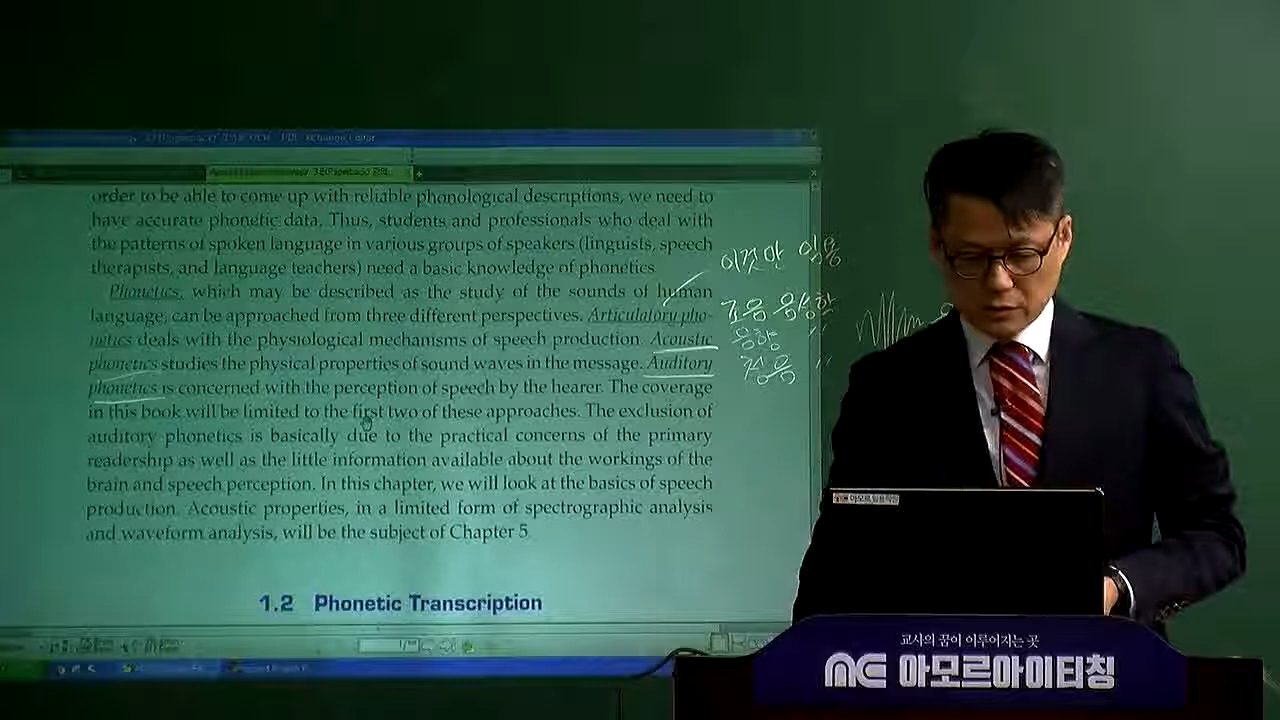 order to be able to come up with reliable phonological descriptions, we need to
have accurate phonetic data. Thus, students and professionals who deal with
the patterns of spoken language in various groups of speakers (linguists, speech
therapists, and language teachers) need a basic knowledge of phonetics
Phonetics, which may be described as the study of the sounds of human
language, can be approached from three different perspectives. Articulatory pho-
netics deals with the physiological mechanisms of speech production. Acoustic
phonetics studies the physical properties of sound waves in the message. Auditory
phonetics is concerned with the perception of speech by the hearer. The coverage
in this book will be limited to the first two of these approaches. The exclusion of
auditory phonetics is basically due to the practical concerns of the primary
readership as well as the little information available about the workings of the
brain and speech perception. In this chapter, we will look at the basics of speech
production. Acoustic properties, in a limited form of spectrographic analysis
and waveform analysis, will be the subject of Chapter 5
1.2 Phonetic Transcription
이것만 임용
조음 음성학
음향 "
청음 "
교사의 꿈이 이루어지는 곳
아모르아이티칭